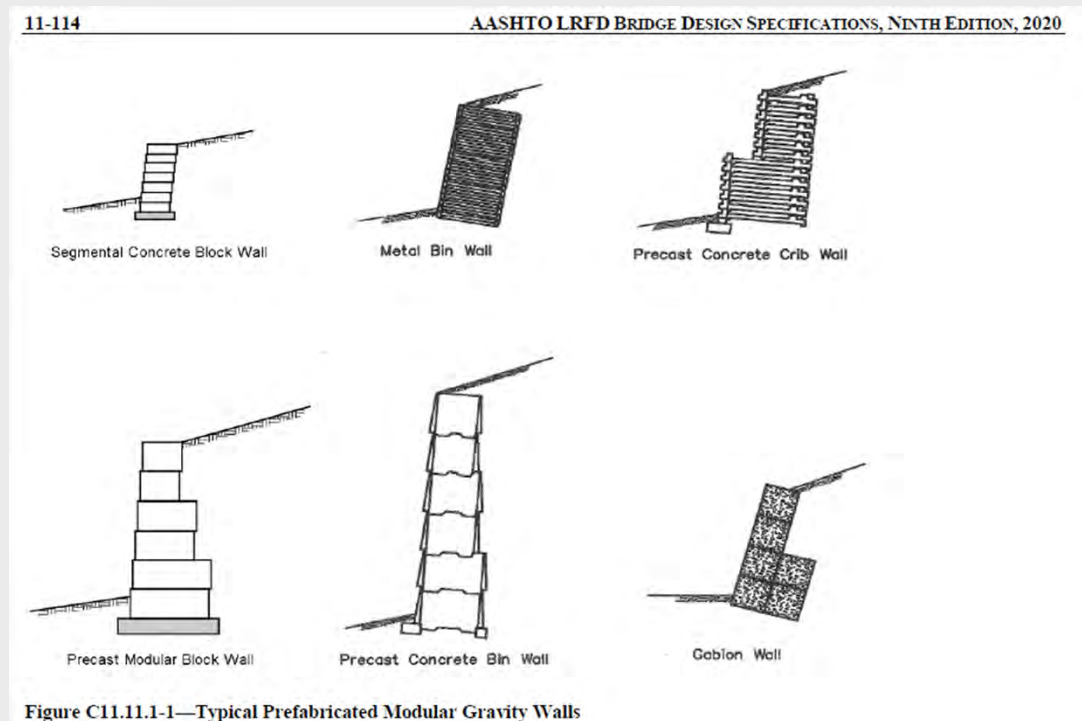 11-114 AASHTO LRFD BRIDGE DESIGN SPECIFICATIONS, NINTH EDITION, 2020
Segmental Concrete Block Wall
Metal Bin Wall
Precast Concrete Crib Wall
Precast Modular Block Wall
Precast Concrete Bin Wall
Gabion Wall
Figure C11.11.1-1—Typical Prefabricated Modular Gravity Walls